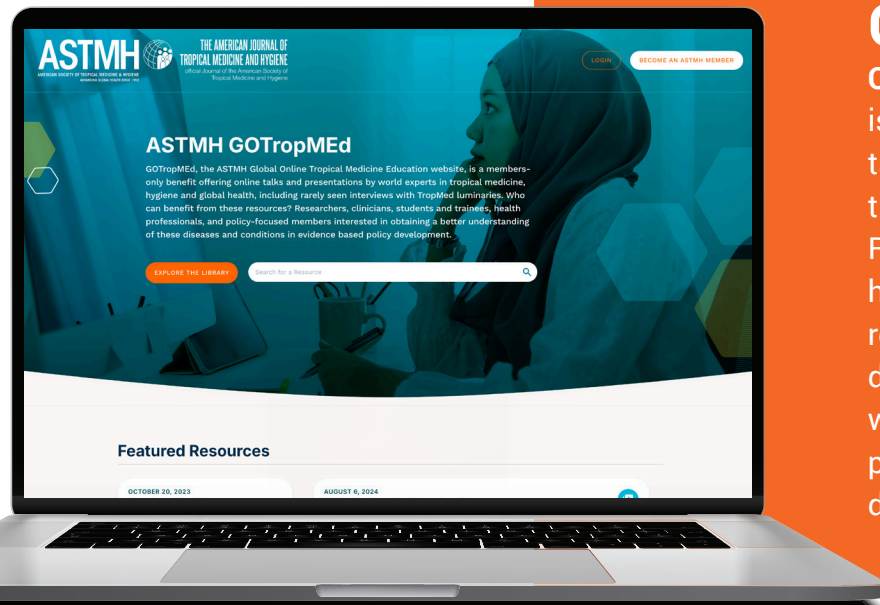 ASTMH
AMERICAN SOCIETY OF TROPICAL MEDICINE & HYGIENE
ADVANCING GLOBAL HEALTH SINCE 1903
THE AMERICAN JOURNAL OF
TROPICAL MEDICINE AND HYGIENE
official Journal of the American Society of
Tropical Medicine and Hygiene
LOGIN
BECOME AN ASTMH MEMBER
ASTMH GOTropMEd
GOTropMEd, the ASTMH Global Online Tropical Medicine Education website, is a members-
only benefit offering online talks and presentations by world experts in tropical medicine,
hygiene and global health, including rarely seen interviews with TropMed luminaries. Who
can benefit from these resources? Researchers, clinicians, students and trainees, health
professionals, and policy-focused members interested in obtaining a better understanding
of these diseases and conditions in evidence based policy development.
EXPLORE THE LIBRARY
Search for a Resource
Featured Resources
OCTOBER 20, 2023
AUGUST 6, 2024